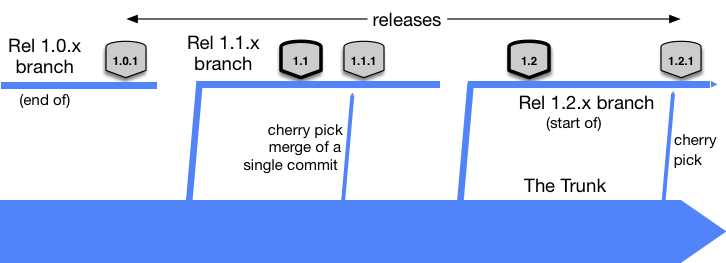 releases
Rel 1.0.x
branch
1.0.1
(end of)
Rel 1.1.x
branch
1.1
1.1.1
cherry pick
merge of a
single commit
1.2
1.2.1
Rel 1.2.x branch
(start of)
cherry
pick
The Trunk